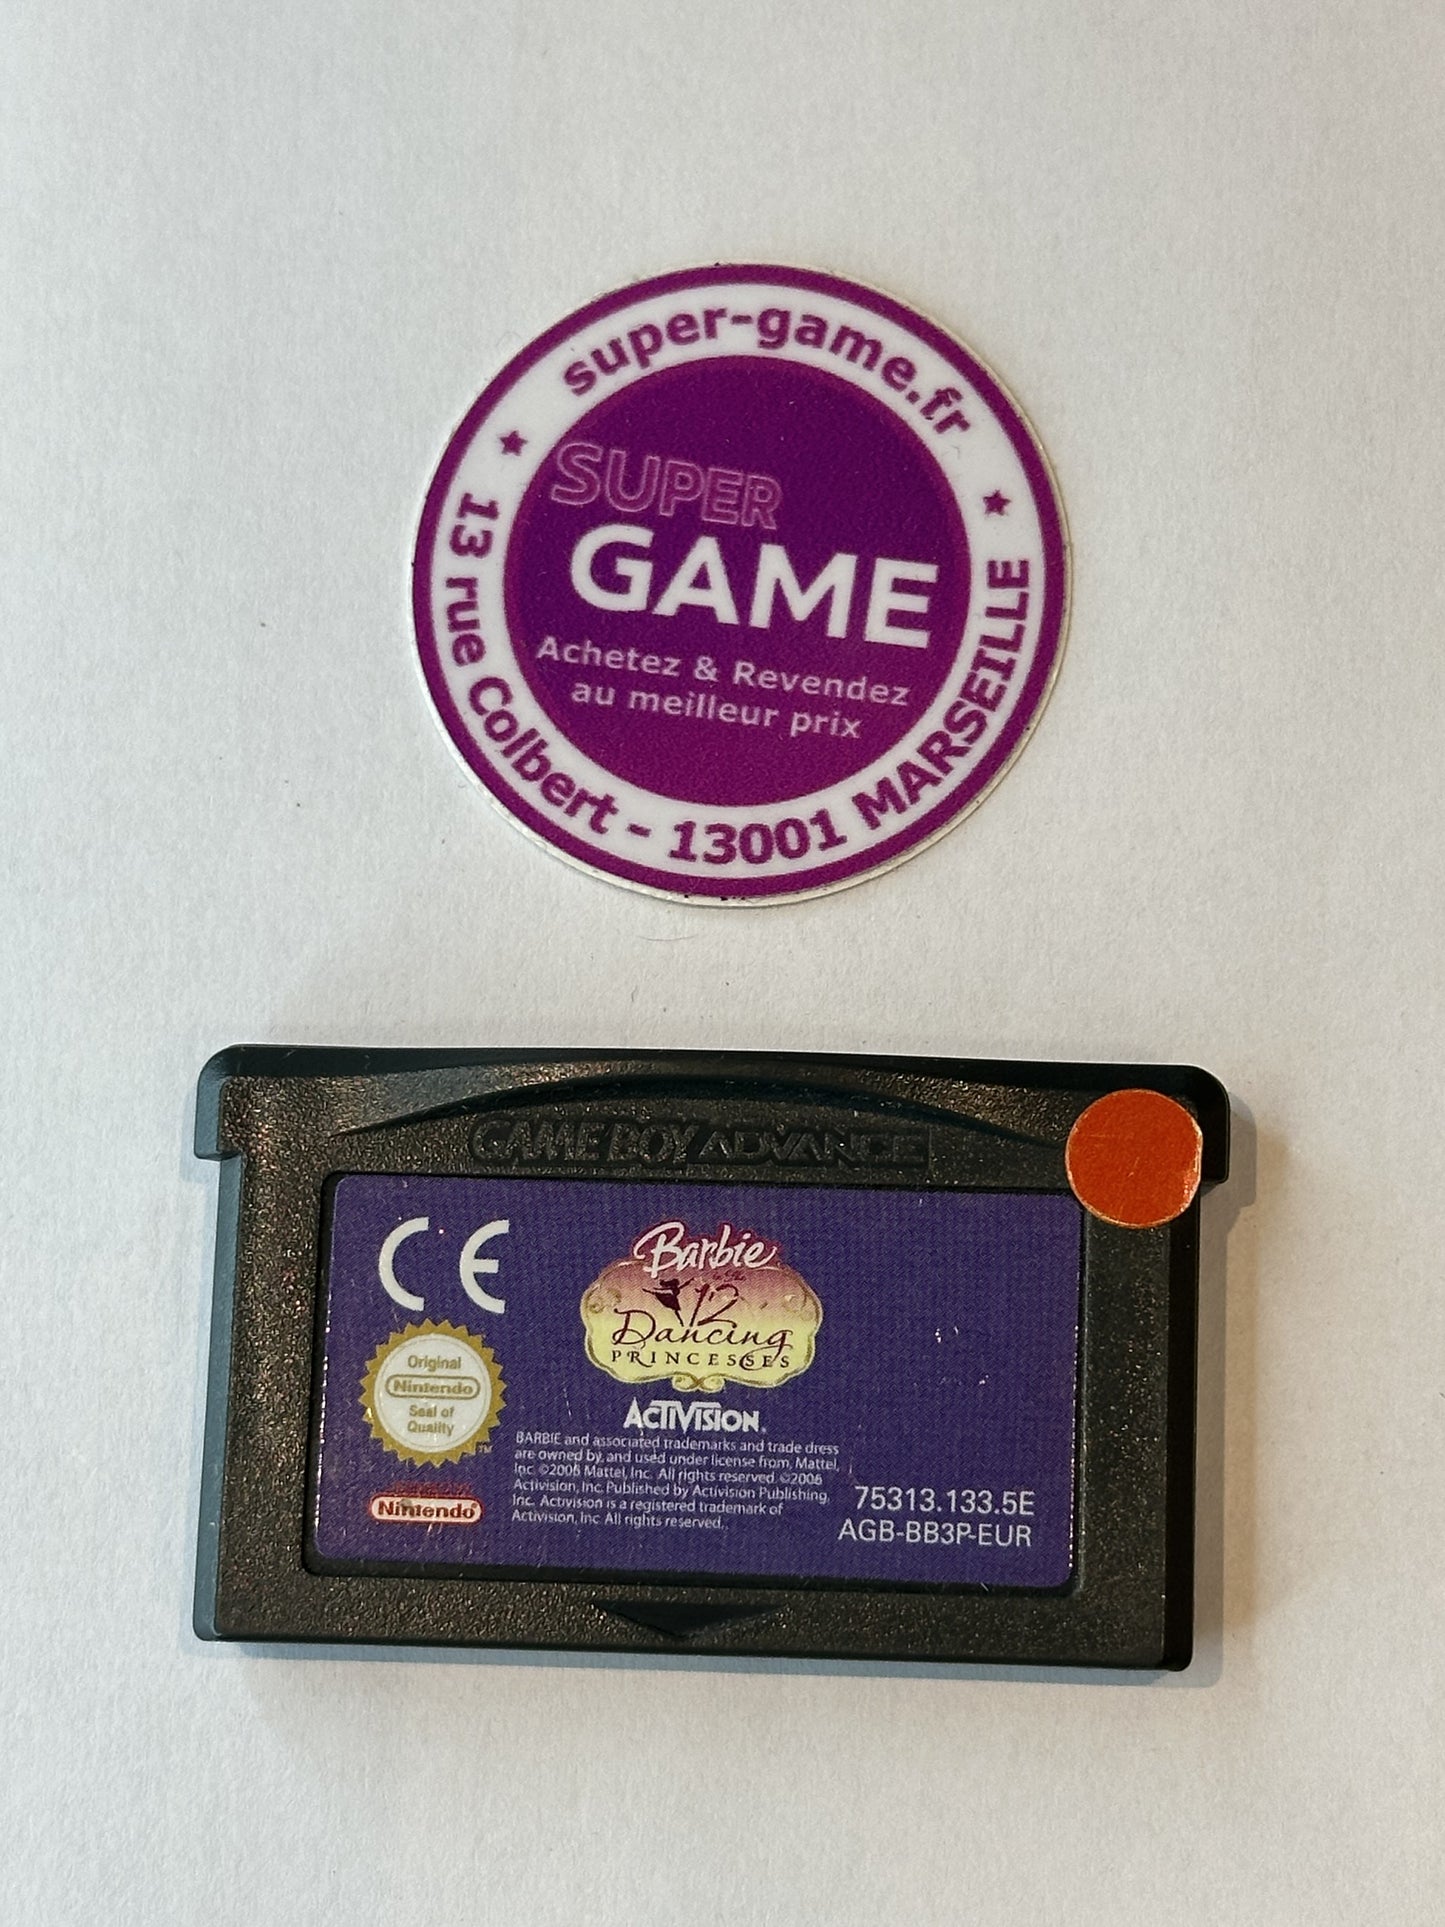 super-game.fr
SUPER
GAME
Achetez & Revendez
au meilleur prix
13 rue Colbert - 13001 MARSEILLE
GAME BOY ADVANCE
CE
Barbie
12
Dancing
PRINCESSES
Original
Nintendo
Seal of
Quality
TM
ACTIVISION.
BARBIE and associated trademarks and trade dress
are owned by, and used under license from, Mattel,
Inc. ©2006 Mattel, Inc. All rights reserved. ©2006
Activision, Inc. Published by Activision Publishing,
Inc. Activision is a registered trademark of
Activision, Inc. All rights reserved.
Nintendo®
75313.133.5E
AGB-BB3P-EUR